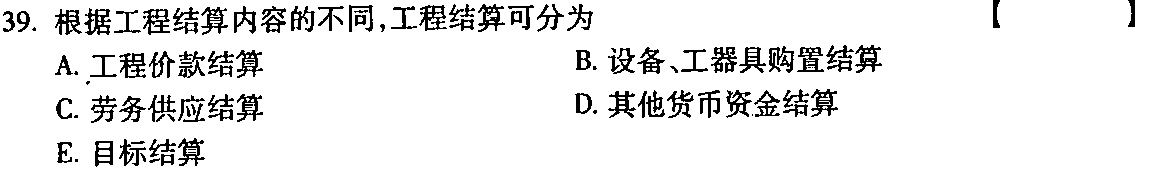 39. 根据工程结算内容的不同,工程结算可分为 【 】
A. 工程价款结算 B. 设备、工器具购置结算
C. 劳务供应结算 D. 其他货币资金结算
E. 目标结算